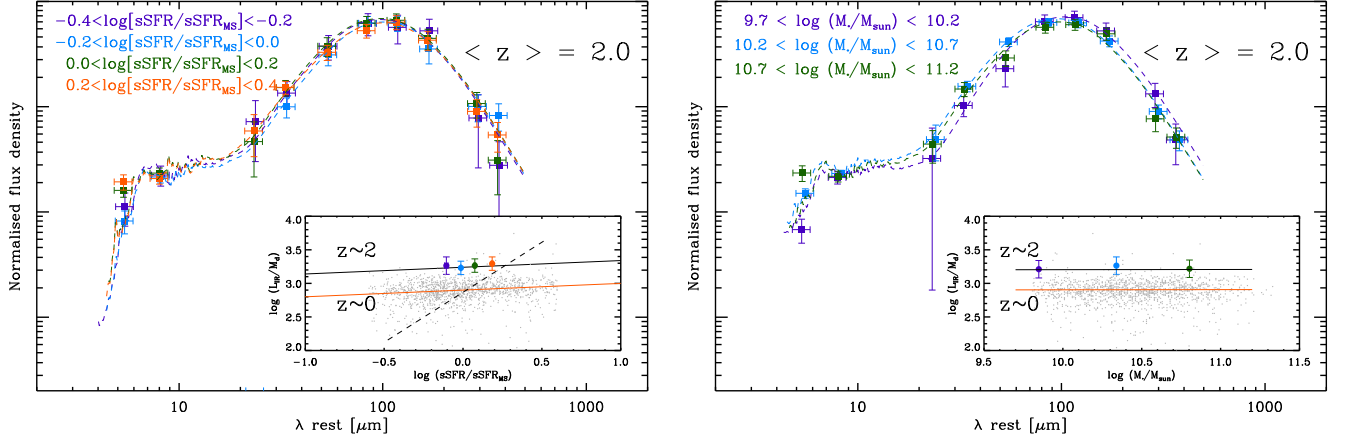 −0.4<log[sSFR/sSFR_MS]<−0.2
−0.2<log[sSFR/sSFR_MS]<0.0
0.0<log[sSFR/sSFR_MS]<0.2
0.2<log[sSFR/sSFR_MS]<0.4
< z > = 2.0
Normalised flux density
4.0
3.5
3.0
2.5
2.0
log (L_IR/M_d)
z~2
z~0
−1.0 −0.5 0.0 0.5 1.0
log (sSFR/sSFR_MS)
10 100 1000
λ rest [μm]
9.7 < log (M_*/M_sun) < 10.2
10.2 < log (M_*/M_sun) < 10.7
10.7 < log (M_*/M_sun) < 11.2
< z > = 2.0
Normalised flux density
4.0
3.5
3.0
2.5
2.0
log (L_IR/M_d)
z~2
z~0
9.5 10.0 10.5 11.0 11.5
log (M_*/M_sun)
10 100 1000
λ rest [μm]